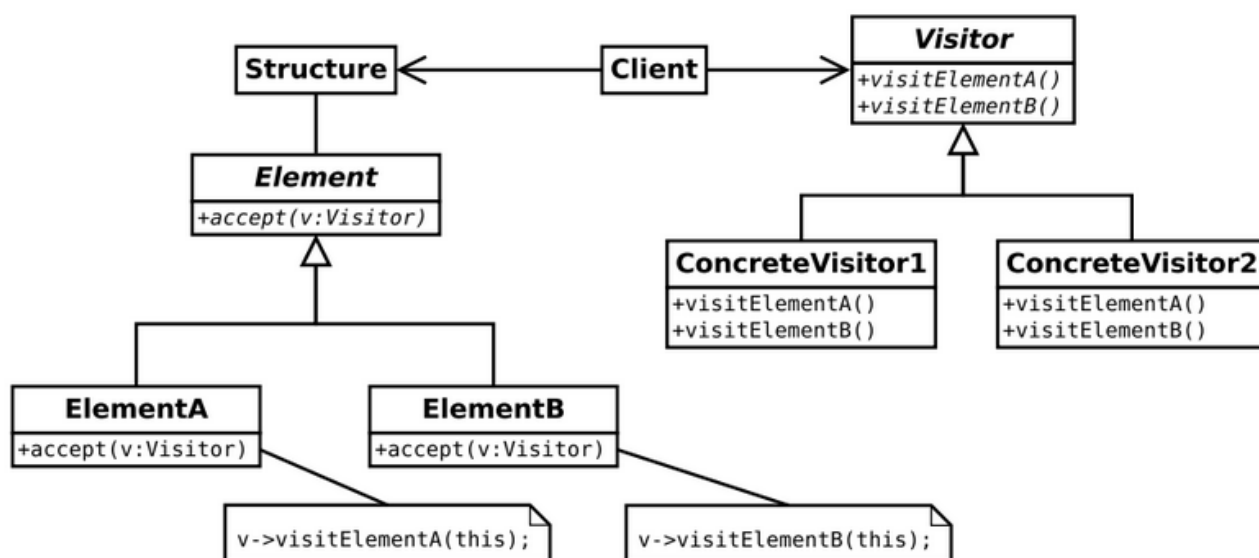 Structure
Client
Visitor
+visitElementA()
+visitElementB()
Element
+accept(v:Visitor)
ConcreteVisitor1
+visitElementA()
+visitElementB()
ConcreteVisitor2
+visitElementA()
+visitElementB()
ElementA
+accept(v:Visitor)
ElementB
+accept(v:Visitor)
v->visitElementA(this);
v->visitElementB(this);